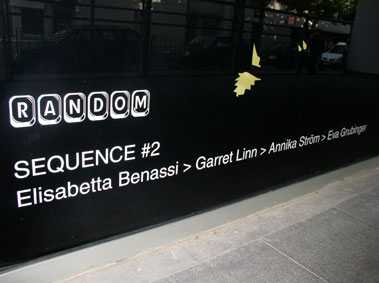 RANDOM
SEQUENCE #2
Elisabetta Benassi > Garret Linn > Annika Ström > Eva Grubinger